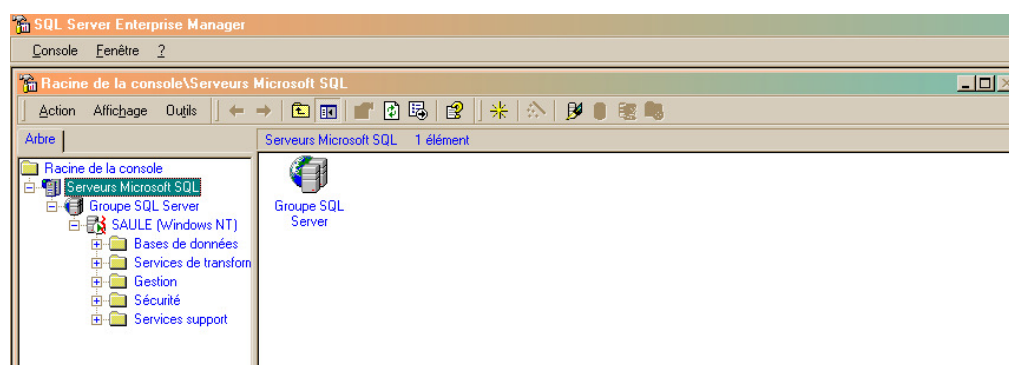 SQL Server Enterprise Manager
Console Fenêtre ?
Racine de la console\Serveurs Microsoft SQL
Action Affichage Outils
Arbre
Serveurs Microsoft SQL 1 élément
Racine de la console
Serveurs Microsoft SQL
Groupe SQL Server
SAULE (Windows NT)
Bases de données
Services de transforn
Gestion
Sécurité
Services support
Groupe SQL
Server